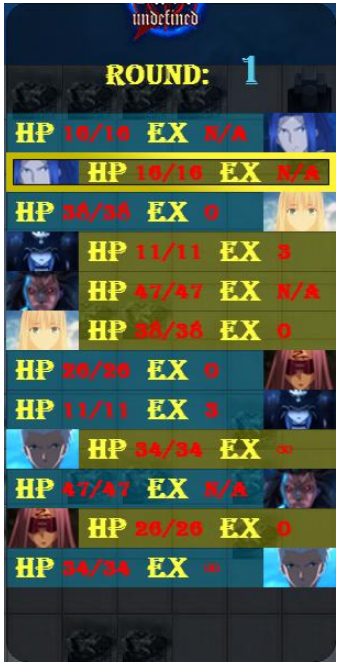 undefined
ROUND: 1
HP 16/16 EX N/A
HP 16/16 EX N/A
HP 38/38 EX 0
HP 11/11 EX 3
HP 47/47 EX N/A
HP 38/38 EX 0
HP 26/26 EX 0
HP 11/11 EX 3
HP 34/34 EX ∞
HP 47/47 EX N/A
HP 26/26 EX 0
HP 34/34 EX ∞